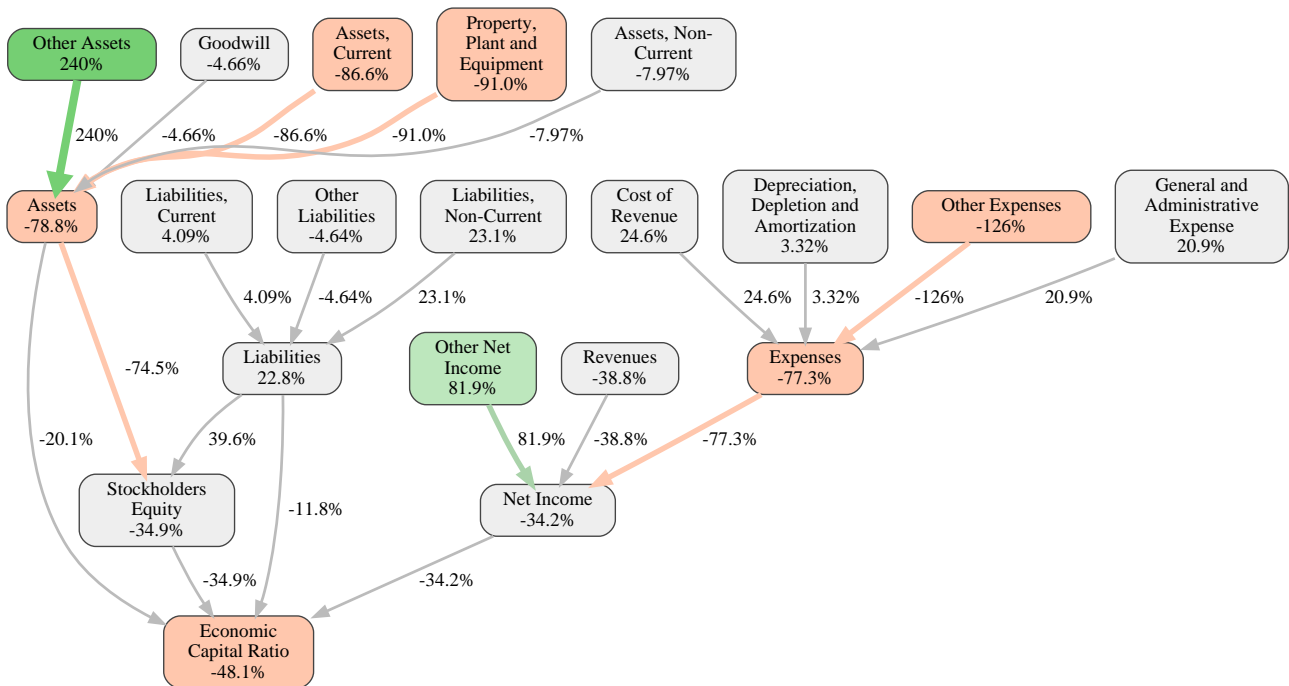 Other Assets
240%
Goodwill
-4.66%
Assets,
Current
-86.6%
Property,
Plant and
Equipment
-91.0%
Assets, Non-
Current
-7.97%
240%
-4.66%
-86.6%
-91.0%
-7.97%
Assets
-78.8%
Liabilities,
Current
4.09%
Other
Liabilities
-4.64%
Liabilities,
Non-Current
23.1%
Cost of
Revenue
24.6%
Depreciation,
Depletion and
Amortization
3.32%
Other Expenses
-126%
General and
Administrative
Expense
20.9%
4.09%
-4.64%
23.1%
24.6%
3.32%
-126%
20.9%
-74.5%
Liabilities
22.8%
Other Net
Income
81.9%
Revenues
-38.8%
Expenses
-77.3%
-20.1%
39.6%
81.9%
-38.8%
-77.3%
Stockholders
Equity
-34.9%
-11.8%
Net Income
-34.2%
-34.9%
-34.2%
Economic
Capital Ratio
-48.1%